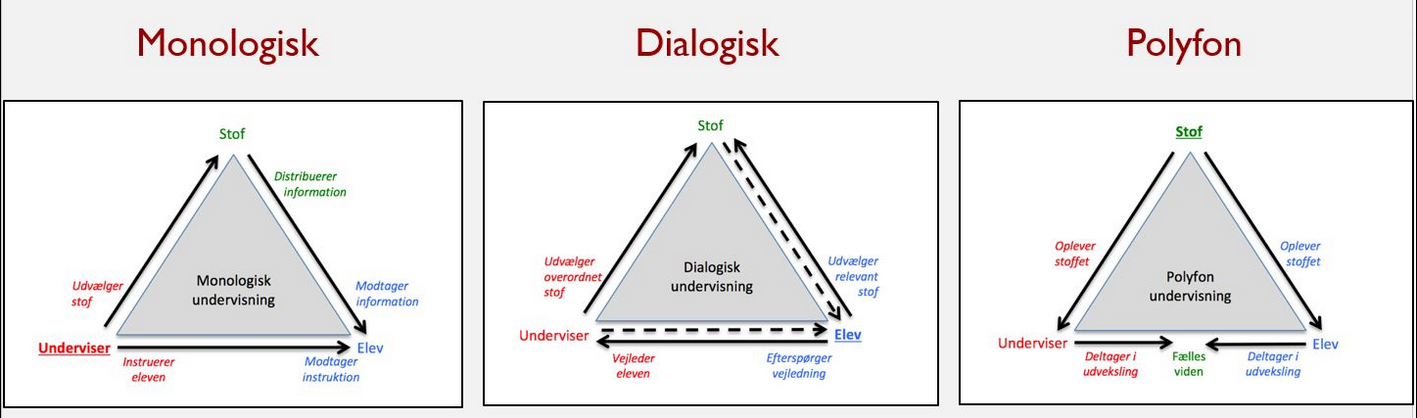 Monologisk
Stof
Distribuerer
information
Udvælger
stof
Monologisk
undervisning
Modtager
information
Underviser
Elev
Instruerer
eleven
Modtager
instruktion
Dialogisk
Stof
Udvælger
overordnet
stof
Dialogisk
undervisning
Udvælger
relevant
stof
Underviser
Elev
Vejleder
eleven
Efterspørger
vejledning
Polyfon
Stof
Oplever
stoffet
Polyfon
undervisning
Oplever
stoffet
Underviser
Elev
Deltager i
udveksling
Fælles
viden
Deltager i
udveksling